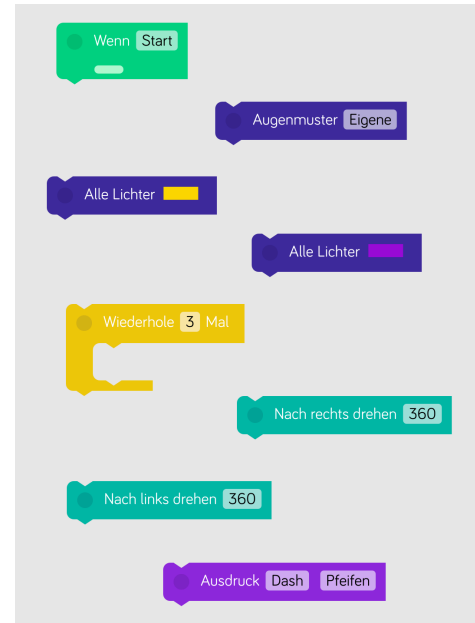 Wenn Start
Augenmuster Eigene
Alle Lichter
Alle Lichter
Wiederhole 3 Mal
Nach rechts drehen 360
Nach links drehen 360
Ausdruck Dash Pfeifen